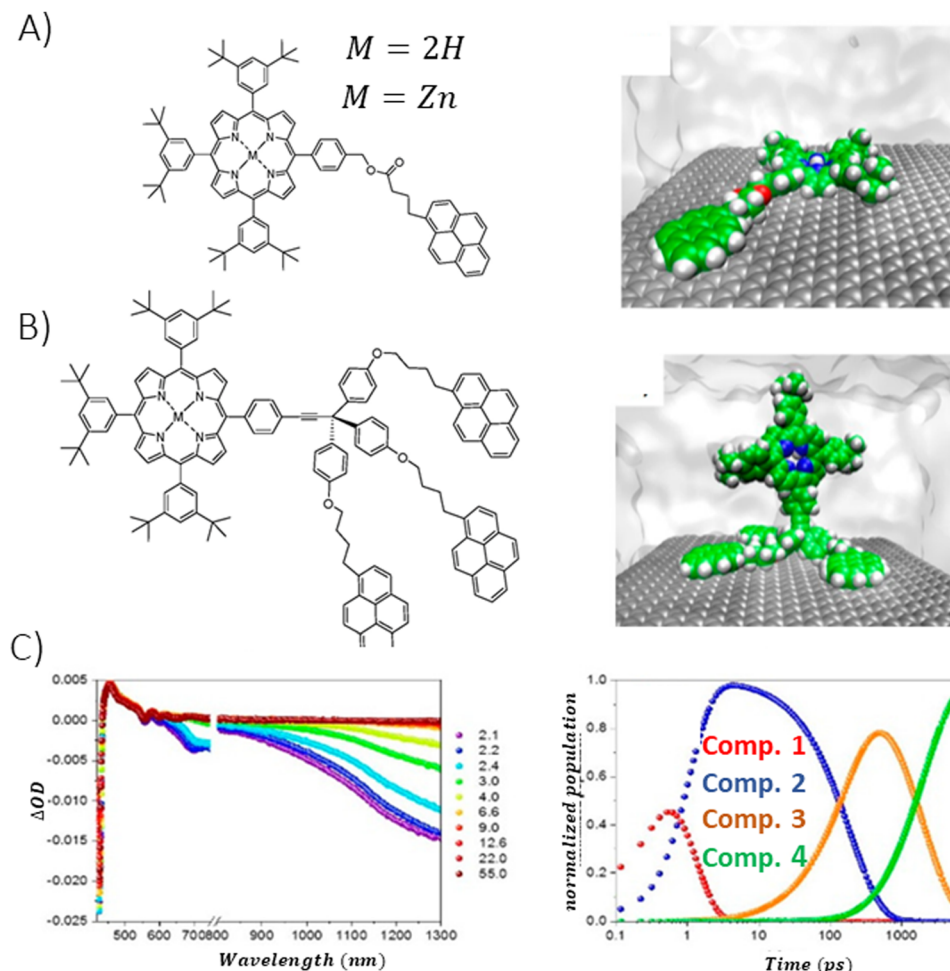 A)
M = 2H
M = Zn
N
N
N
N
M
O
O
B)
N
N
N
N
M
O
O
O
C)
0.005
0.000
-0.005
-0.010
-0.015
-0.020
-0.025
ΔOD
500
600
700
800
900
1000
1100
1200
1300
Wavelength (nm)
2.1
2.2
2.4
3.0
4.0
6.6
9.0
12.6
22.0
55.0
1.0
0.8
0.6
0.4
0.2
0.0
normalized population
Comp. 1
Comp. 2
Comp. 3
Comp. 4
0.1
1
10
100
1000
Time (ps)